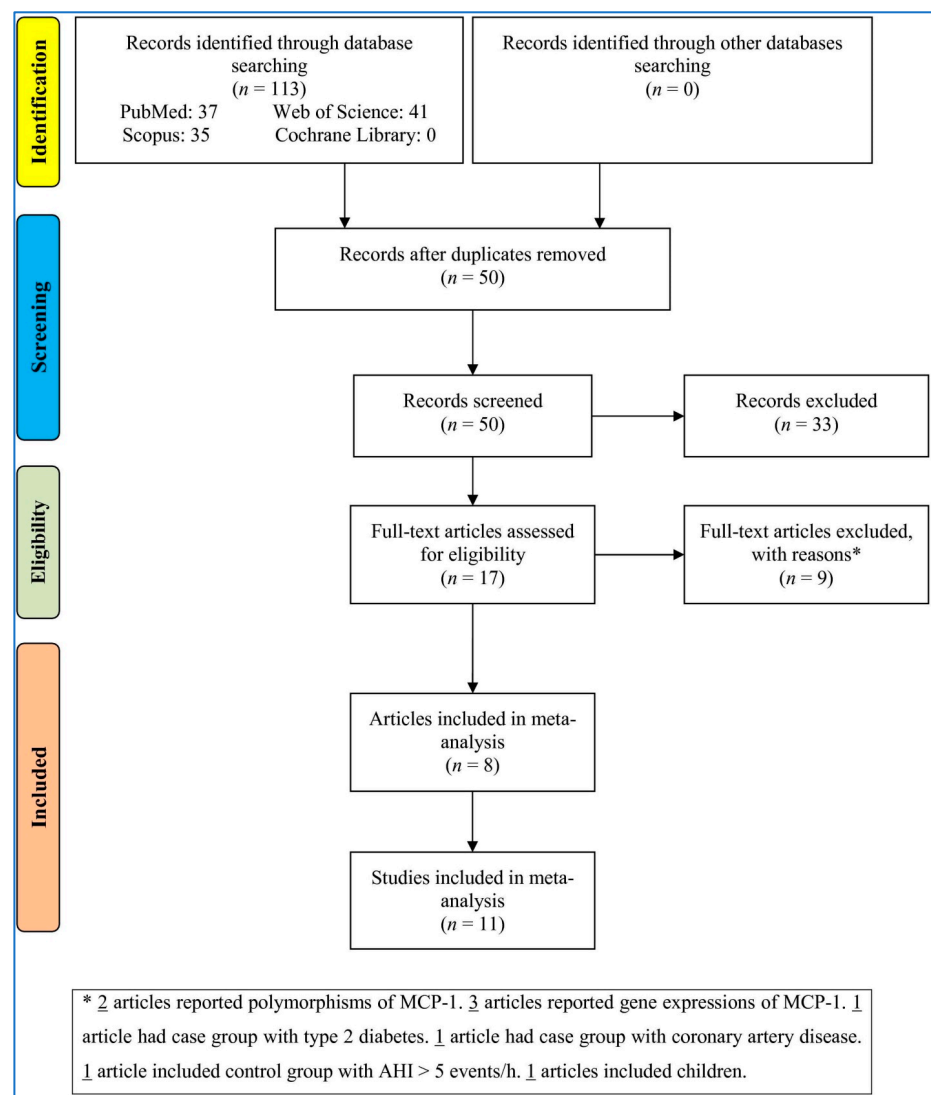 Identification
Records identified through database
searching
(n = 113)
PubMed: 37 Web of Science: 41
Scopus: 35 Cochrane Library: 0
Records identified through other databases
searching
(n = 0)
Screening
Records after duplicates removed
(n = 50)
Records screened
(n = 50)
Records excluded
(n = 33)
Eligibility
Full-text articles assessed
for eligibility
(n = 17)
Full-text articles excluded,
with reasons*
(n = 9)
Included
Articles included in meta-
analysis
(n = 8)
Studies included in meta-
analysis
(n = 11)
* 2 articles reported polymorphisms of MCP-1. 3 articles reported gene expressions of MCP-1. 1
article had case group with type 2 diabetes. 1 article had case group with coronary artery disease.
1 article included control group with AHI > 5 events/h. 1 articles included children.